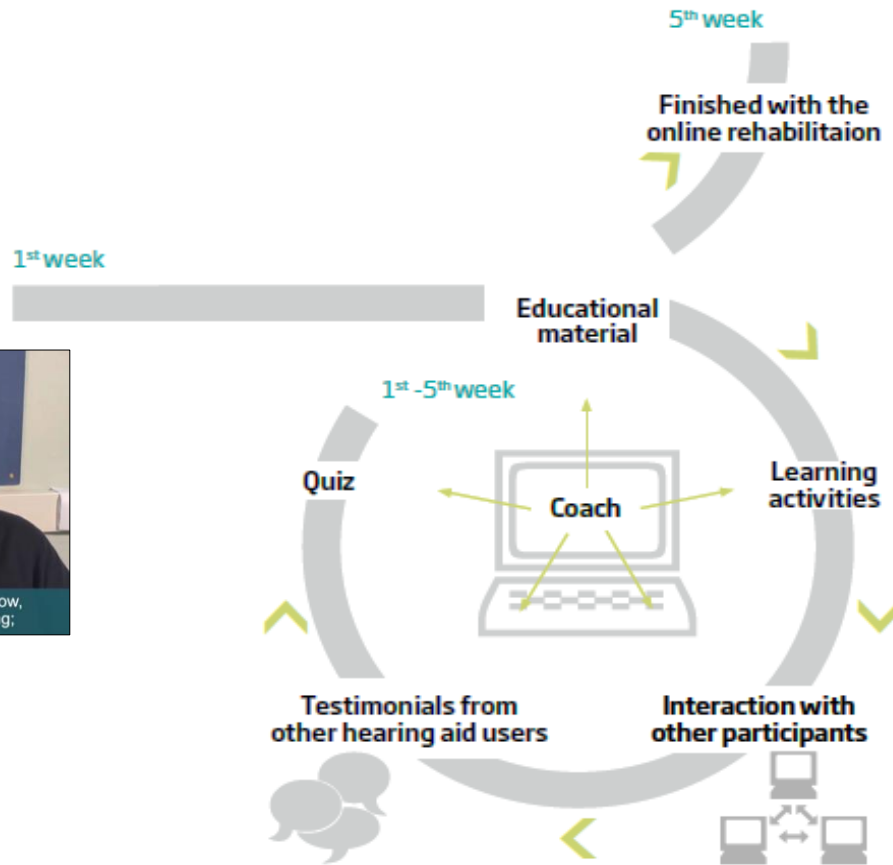 5th week
Finished with the
online rehabilitaion
1st week
Educational
material
1st -5th week
Quiz
Coach
Learning
activities
Testimonials from
other hearing aid users
Interaction with
other participants